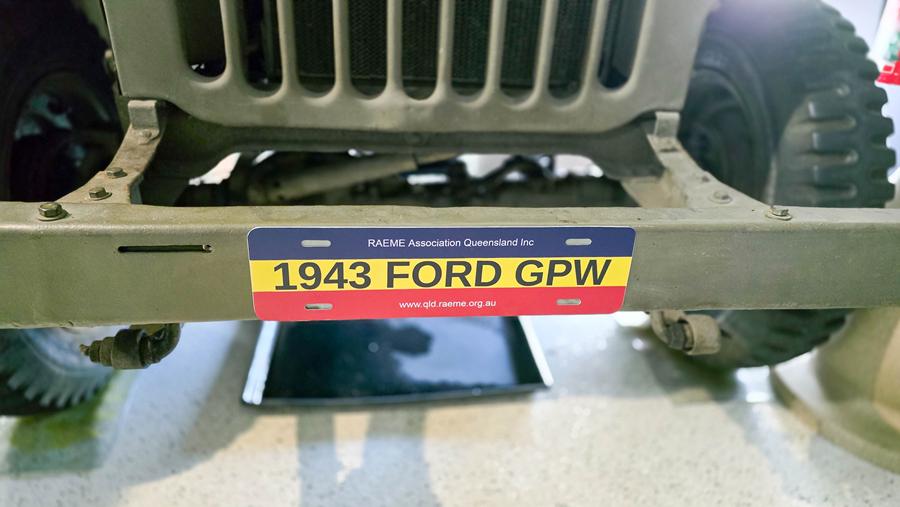 RAEME Association Queensland Inc
1943 FORD GPW
www.qld.raeme.org.au